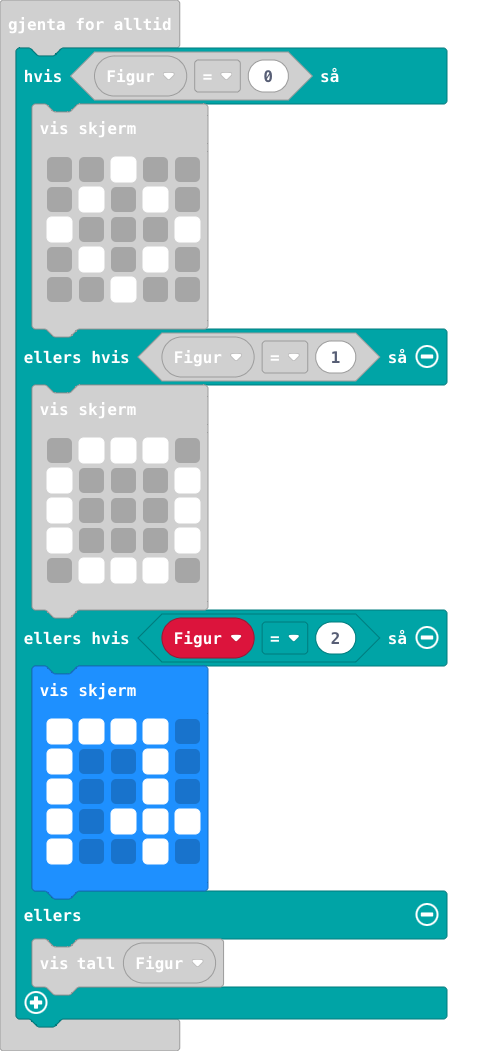 gjenta for alltid
hvis Figur = 0 så
vis skjerm
ellers hvis Figur = 1 så
vis skjerm
ellers hvis Figur = 2 så
vis skjerm
ellers
vis tall Figur